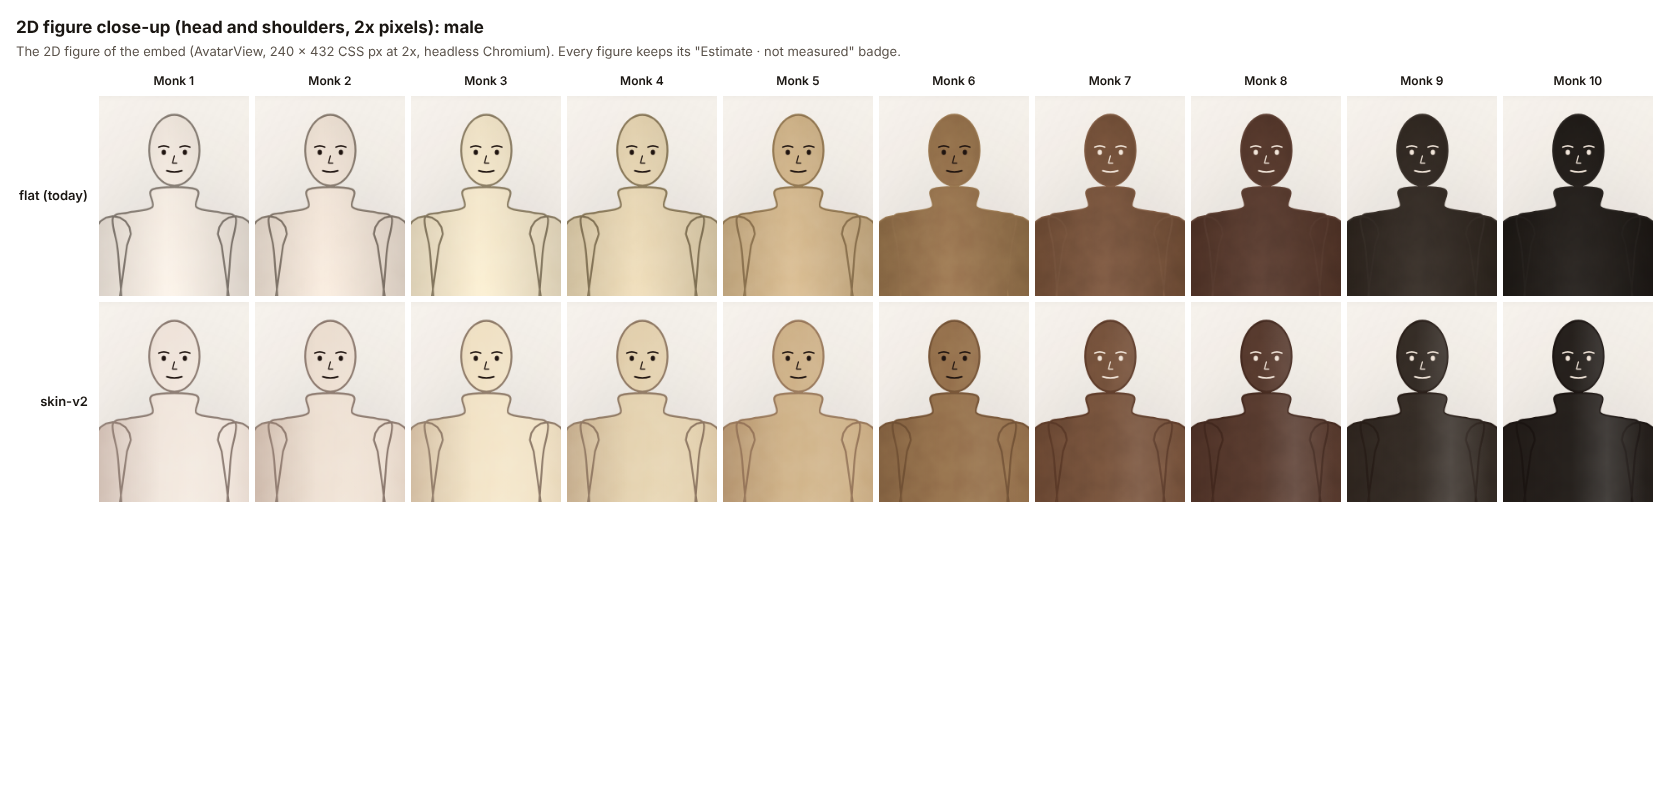 2D figure close-up (head and shoulders, 2x pixels): male
The 2D figure of the embed (AvatarView, 240 × 432 CSS px at 2x, headless Chromium). Every figure keeps its "Estimate · not measured" badge.
Monk 1 Monk 2 Monk 3 Monk 4 Monk 5 Monk 6 Monk 7 Monk 8 Monk 9 Monk 10
flat (today)
skin-v2